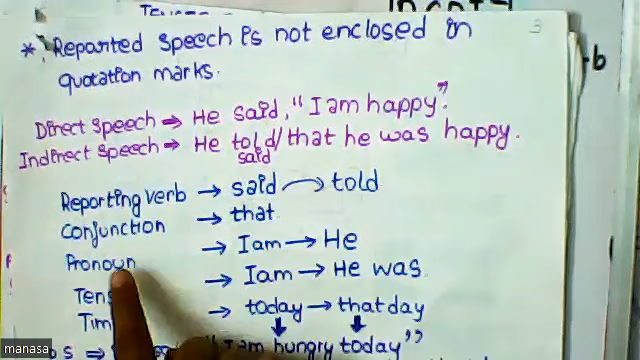 * Reported speech is not enclosed in
quotation marks.
Direct speech ⇒ He said, "I am happy".
Indirect speech ⇒ He told/that he was happy.
said
Reporting verb → said → told
Conjunction → that
Pronoun → I am → He
→ I am → He was
→ today → that day
I am hungry today"
manasa